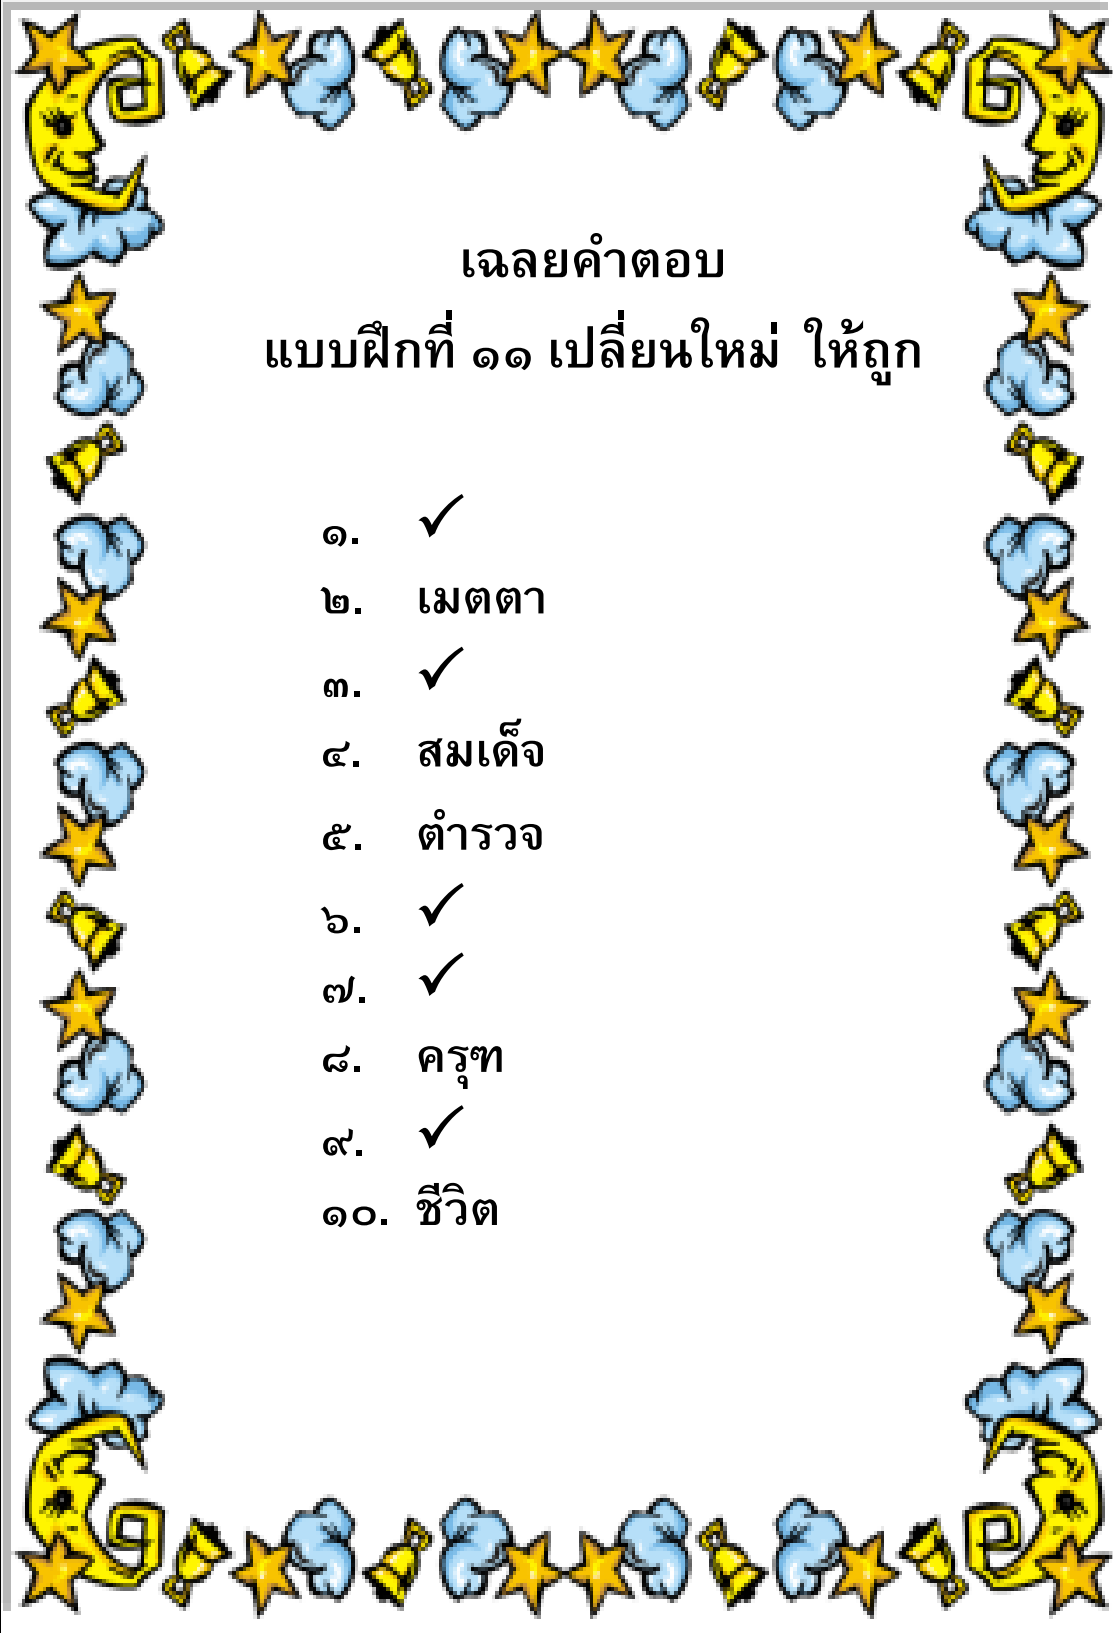 เฉลยคำตอบ
แบบฝึกที่ ๑๑ เปลี่ยนใหม่ ให้ถูก
๑. ✓
๒. เมตตา
๓. ✓
๔. สมเด็จ
๕. ตำรวจ
๖. ✓
๗. ✓
๘. ครุฑ
๙. ✓
๑๐. ชีวิต